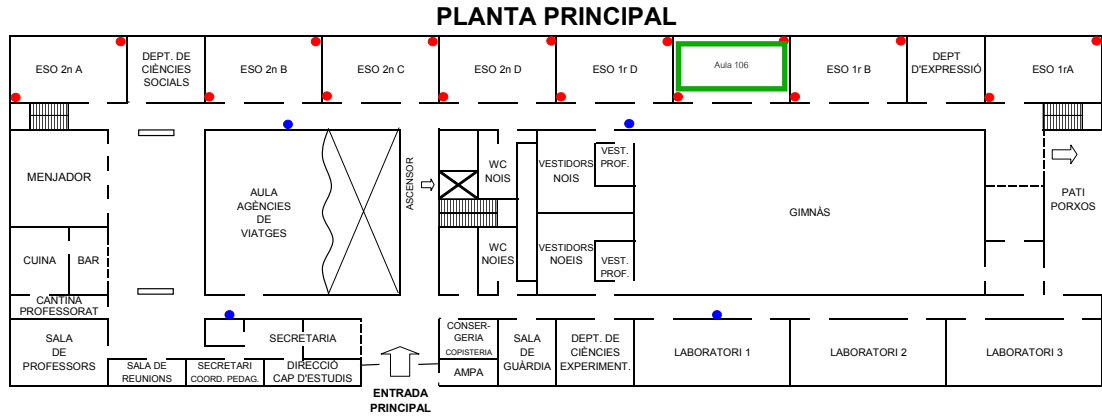 PLANTA PRINCIPAL
ESO 2n A
DEPT. DE
CIÈNCIES
SOCIALS
ESO 2n B
ESO 2n C
ESO 2n D
ESO 1r D
Aula 106
ESO 1r B
DEPT
D'EXPRESSIÓ
ESO 1rA
MENJADOR
AULA
AGÈNCIES
DE
VIATGES
ASCENSOR
WC
NOIS
VESTIDORS
NOIS
VEST.
PROF.
GIMNÀS
PATI
PORXOS
CUINA
BAR
WC
NOIES
VESTIDORS
NOEIS
VEST.
PROF.
CANTINA
PROFESSORAT
SALA
DE
PROFESSORS
SALA DE
REUNIONS
SECRETARI
COORD. PEDAG.
SECRETARIA
DIRECCIÓ
CAP D'ESTUDIS
ENTRADA
PRINCIPAL
CONSER-
GERIA
COPISTERIA
AMPA
SALA
DE
GUÀRDIA
DEPT. DE
CIÈNCIES
EXPERIMENT.
LABORATORI 1
LABORATORI 2
LABORATORI 3